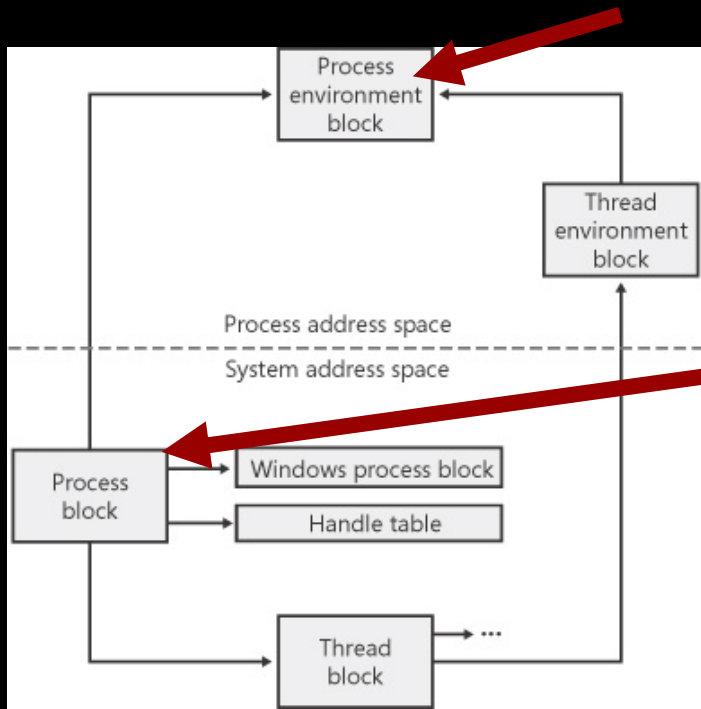 Process
environment
block
Thread
environment
block
Process address space
System address space
Process
block
Windows process block
Handle table
Thread
block
...